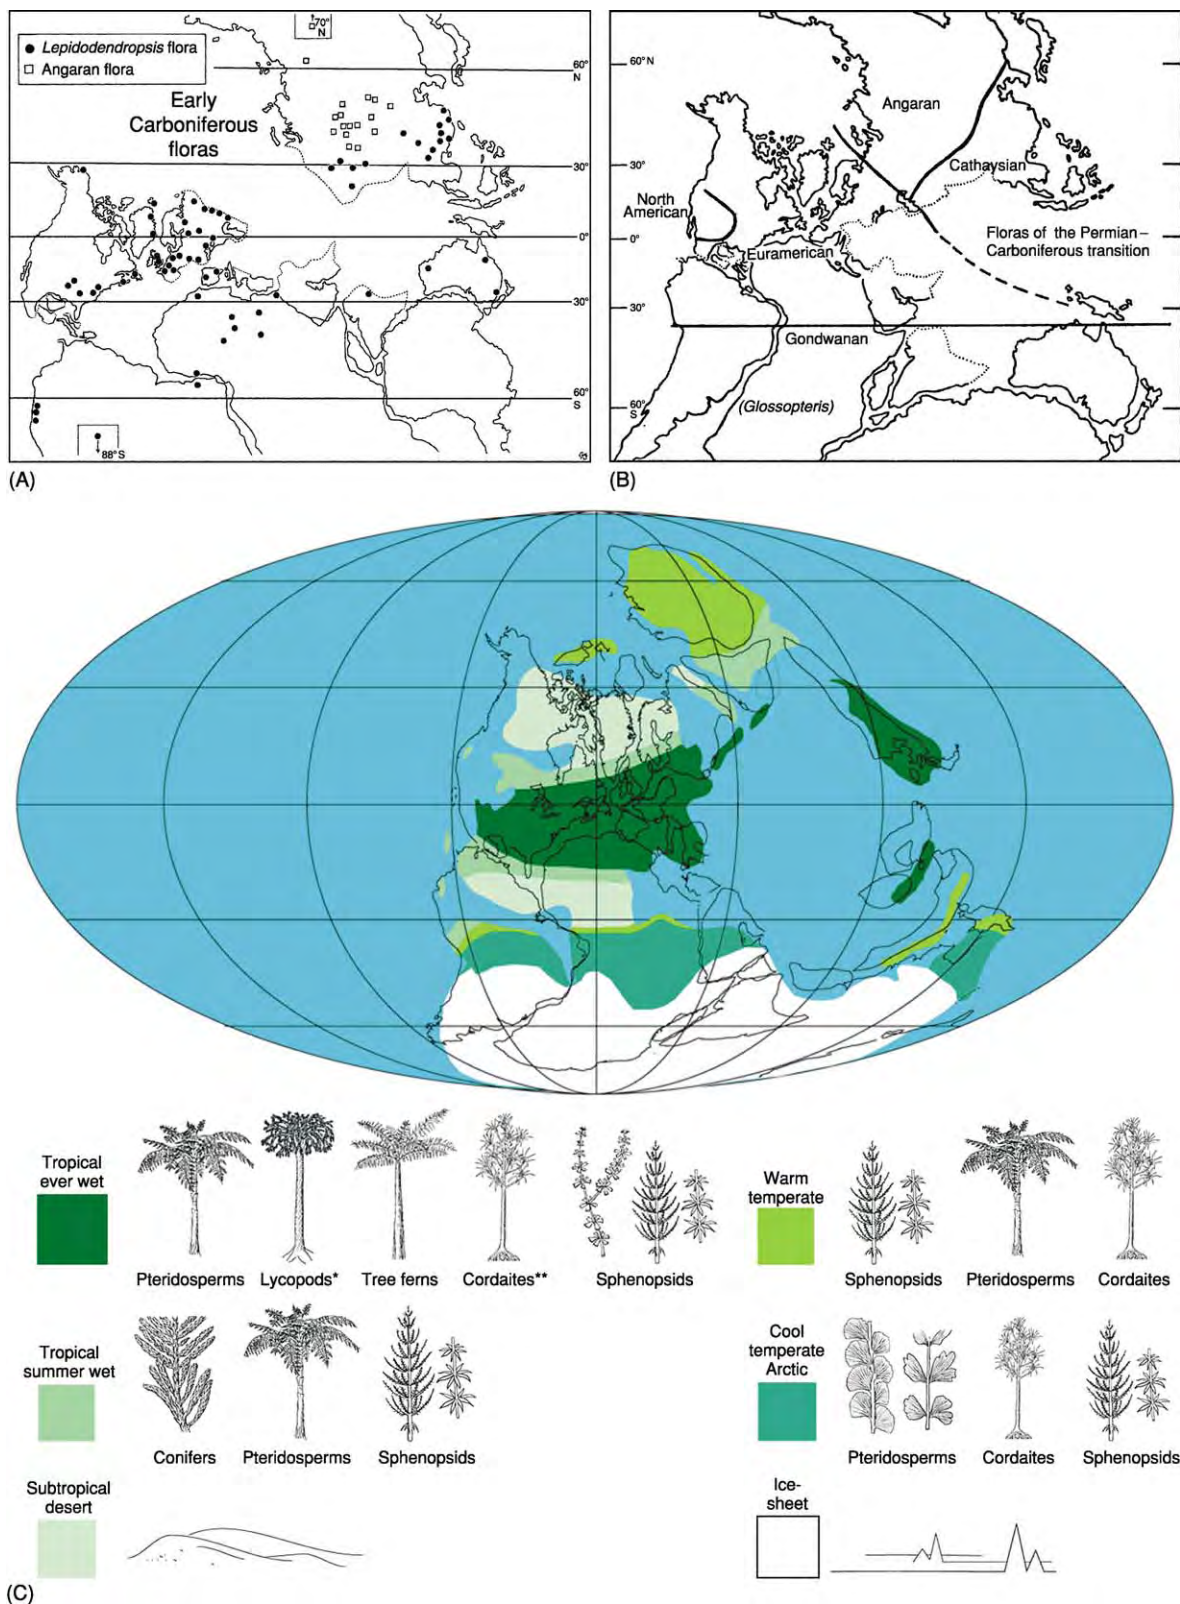 Lepidodendropsis flora
Angaran flora
70°
N
60°
N
Early
Carboniferous
floras
30°
0°
30°
60°
S
88°S
(A)
60°N
Angaran
30°
Cathaysian
North
American
0°
Euramerican
Floras of the Permian–
Carboniferous transition
30°
Gondwanan
60°
S
(Glossopteris)
(B)
Tropical
ever wet
Pteridosperms
Lycopods*
Tree ferns
Cordaites**
Sphenopsids
Warm
temperate
Sphenopsids
Pteridosperms
Cordaites
Tropical
summer wet
Conifers
Pteridosperms
Sphenopsids
Cool
temperate
Arctic
Pteridosperms
Cordaites
Sphenopsids
Subtropical
desert
Ice-
sheet
(C)